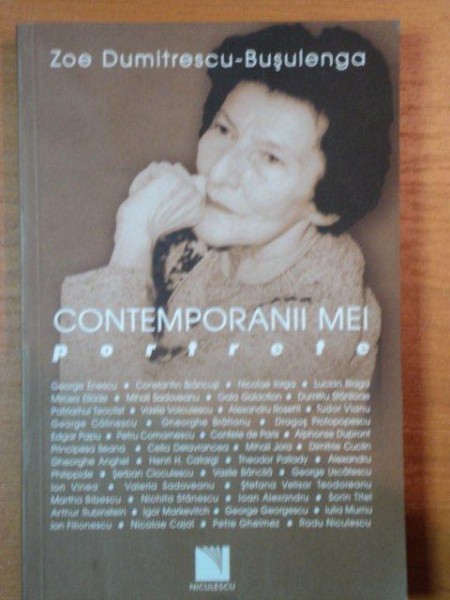 Zoe Dumitrescu-Bușulenga
CONTEMPORANII MEI
portrete
George Enescu • Constantin Brâncuși • Nicolae Iorga • Lucian Blaga
Mircea Eliade • Mihail Sadoveanu • Gala Galaction • Dumitru Stăniloae
Patriarhul Teoctist • Vasile Voiculescu • Alexandru Rosetti • Tudor Vianu
George Călinescu • Gheorghe Brătianu • Dragoș Protopopescu
Edgar Papu • Petru Comarnescu • Contele de Paris • Alphonse Dupront
Principesa Ileana • Cella Delavrancea • Mihail Jora • Dimitrie Cuclin
Gheorghe Anghel • Henri H. Catargi • Theodor Pallady • Alexandru
Philippide • Șerban Cioculescu • Vasile Băncilă • George Uscătescu
Ion Vinea • Valeria Sadoveanu • Ștefana Velisar Teodoreanu
Martha Bibescu • Nichita Stănescu • Ioan Alexandru • Sorin Titel
Arthur Rubinstein • Igor Markevitch • George Georgescu • Iulia Murnu
Ion Filionescu • Nicolae Cajal • Petre Ghelmez • Radu Niculescu
NICULESCU